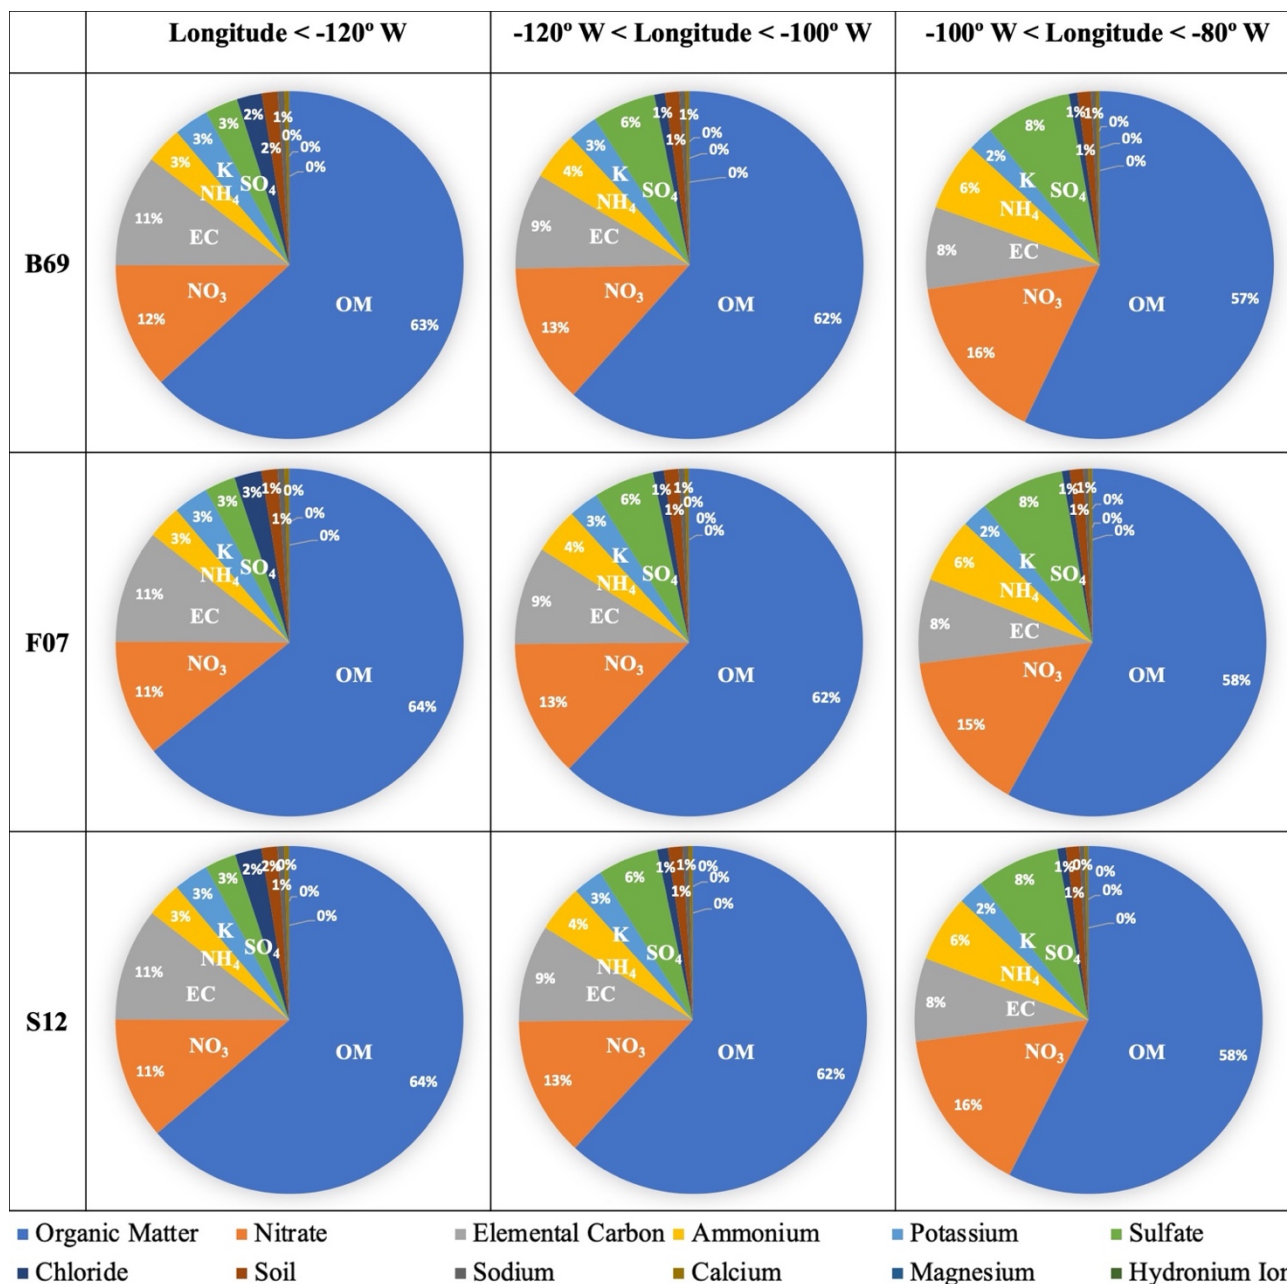 Longitude < -120º W
-120º W < Longitude < -100º W
-100º W < Longitude < -80º W
B69
3% 3% 3% 2% 2% 1% 0% 0% 0%
K
NH4
SO4
11%
EC
NO3
OM
12%
63%
4% 3% 6% 1% 1% 1% 0% 0% 0%
K
NH4
SO4
9%
EC
NO3
OM
13%
62%
6% 2% 8% 1% 1% 1% 0% 0% 0%
K
NH4
SO4
8%
EC
NO3
OM
16%
57%
F07
3% 3% 3% 3% 1% 1% 0% 0% 0%
K
NH4
SO4
11%
EC
NO3
OM
11%
64%
4% 3% 6% 1% 1% 1% 0% 0% 0%
K
NH4
SO4
9%
EC
NO3
OM
13%
62%
6% 2% 8% 1% 1% 1% 0% 0% 0%
K
NH4
SO4
8%
EC
NO3
OM
15%
58%
S12
3% 3% 3% 2% 2% 1% 0% 0% 0%
K
NH4
SO4
11%
EC
NO3
OM
11%
64%
4% 3% 6% 1% 1% 1% 0% 0% 0%
K
NH4
SO4
9%
EC
NO3
OM
13%
62%
6% 2% 8% 1% 1% 0% 0% 0% 0%
K
NH4
SO4
8%
EC
NO3
OM
16%
58%
Organic Matter Nitrate Elemental Carbon Ammonium Potassium Sulfate
Chloride Soil Sodium Calcium Magnesium Hydronium Ion